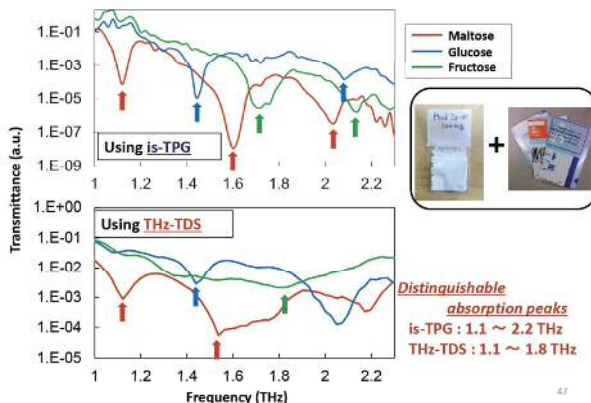 1.E-01
1.E-03
1.E-05
1.E-07
1.E-09
Using is-TPG
1 1.2 1.4 1.6 1.8 2 2.2
Transmittance (a.u.)
1.E+00
1.E-01
1.E-02
1.E-03
1.E-04
1.E-05
Using THz-TDS
1 1.2 1.4 1.6 1.8 2 2.2
Frequency (THz)
Maltose
Glucose
Fructose
+
Distinguishable
absorption peaks
is-TPG : 1.1 ～ 2.2 THz
THz-TDS : 1.1 ～ 1.8 THz
47